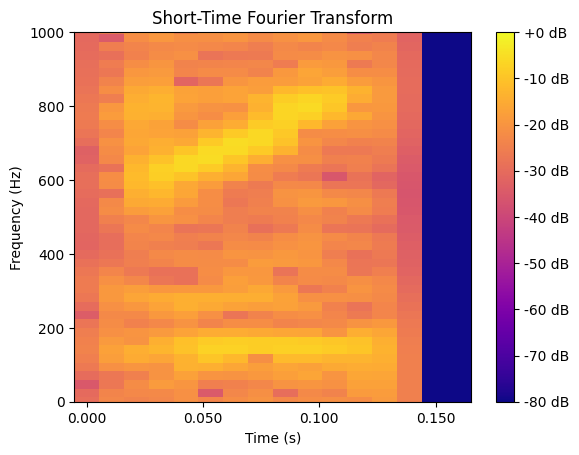 Short-Time Fourier Transform
1000
800
600
400
200
0
Frequency (Hz)
0.000
0.050
0.100
0.150
Time (s)
+0 dB
-10 dB
-20 dB
-30 dB
-40 dB
-50 dB
-60 dB
-70 dB
-80 dB